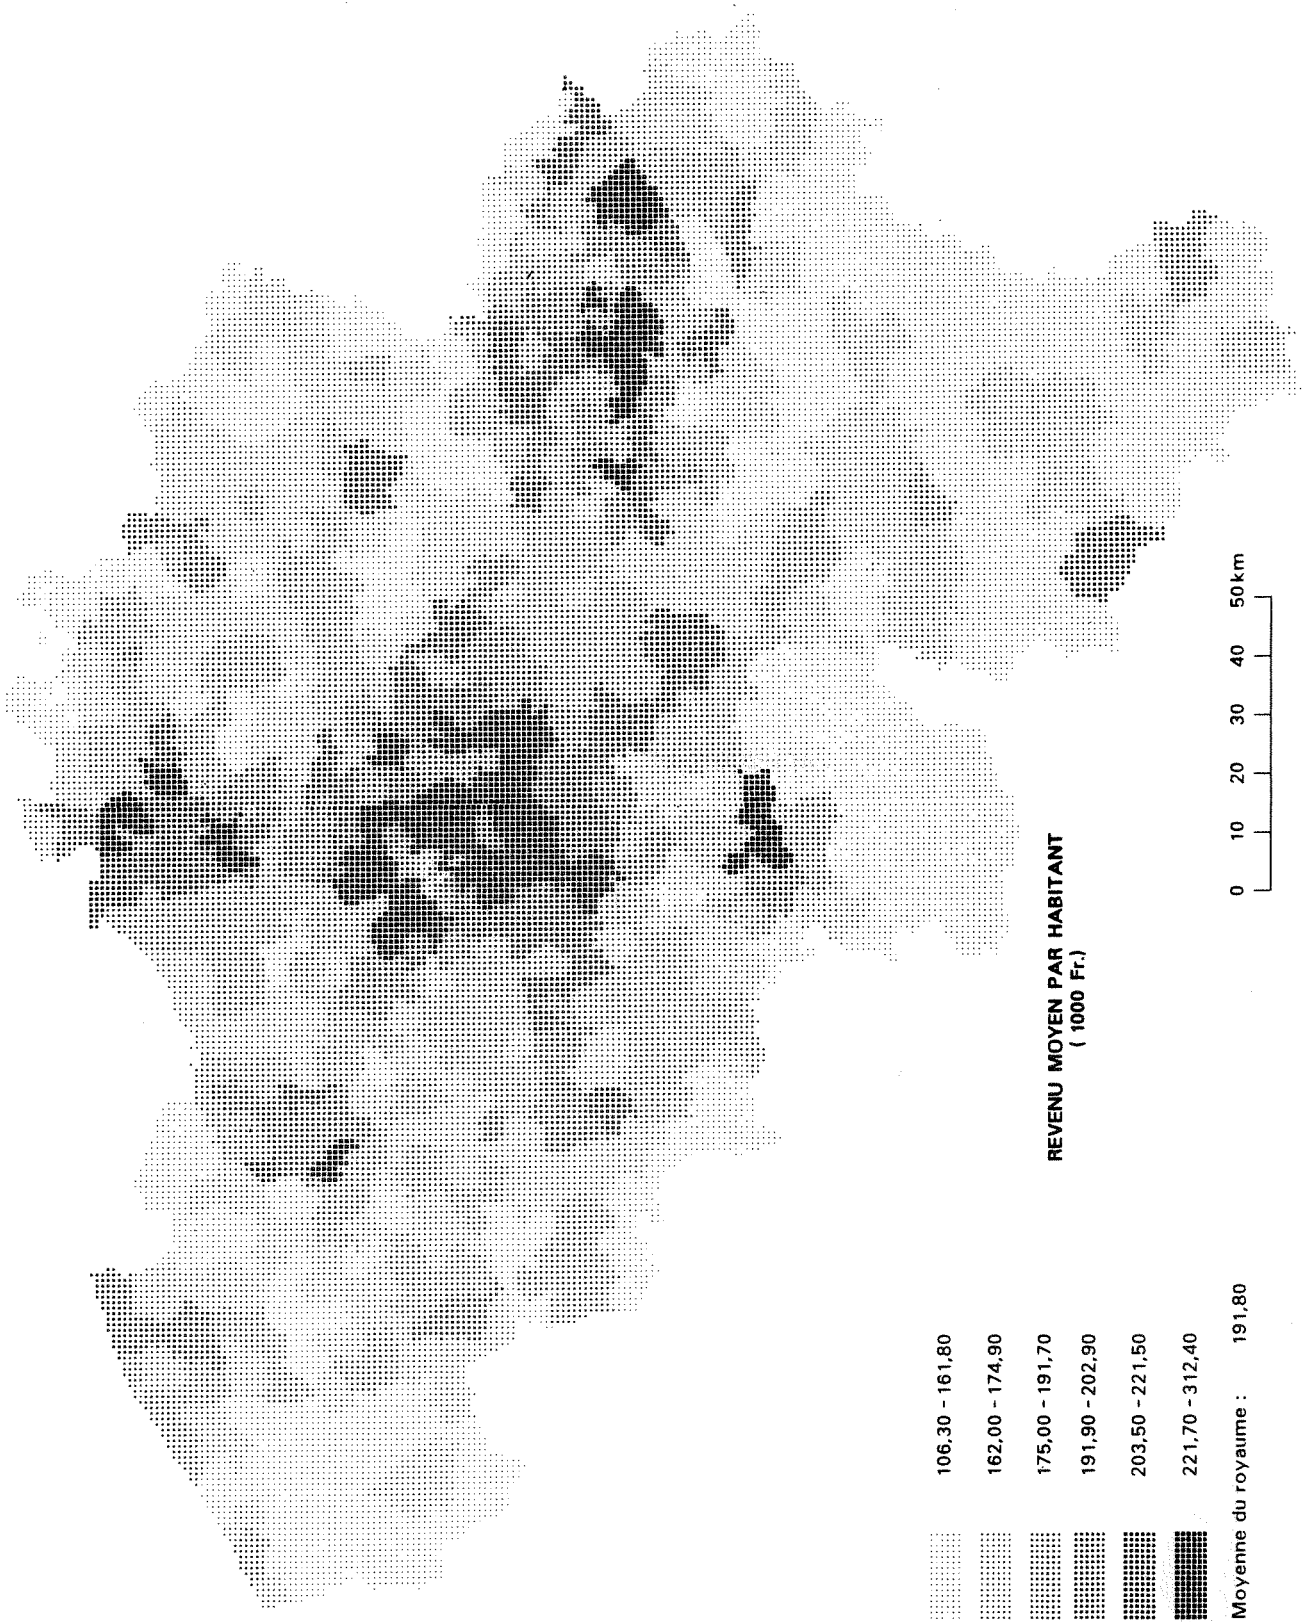 REVENU MOYEN PAR HABITANT
( 1000 Fr.)
0 10 20 30 40 50 km
106,30 - 161,80
162,00 - 174,90
175,00 - 191,70
191,90 - 202,90
203,50 - 221,50
221,70 - 312,40
Moyenne du royaume : 191,80